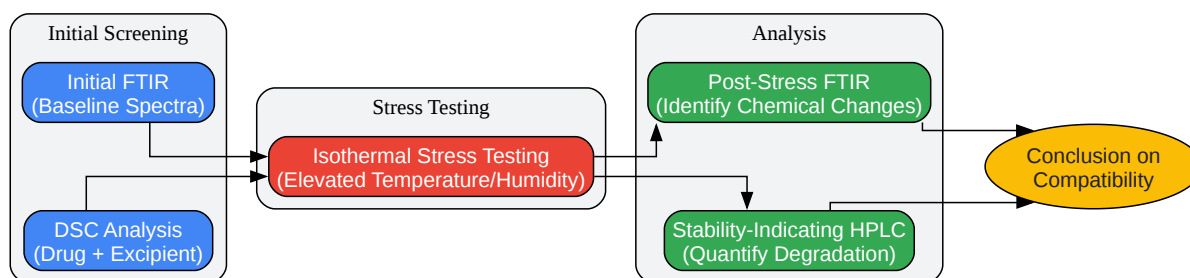 Initial Screening
Initial FTIR
(Baseline Spectra)
DSC Analysis
(Drug + Excipient)
Stress Testing
Isothermal Stress Testing
(Elevated Temperature/Humidity)
Analysis
Post-Stress FTIR
(Identify Chemical Changes)
Stability-Indicating HPLC
(Quantify Degradation)
Conclusion on
Compatibility